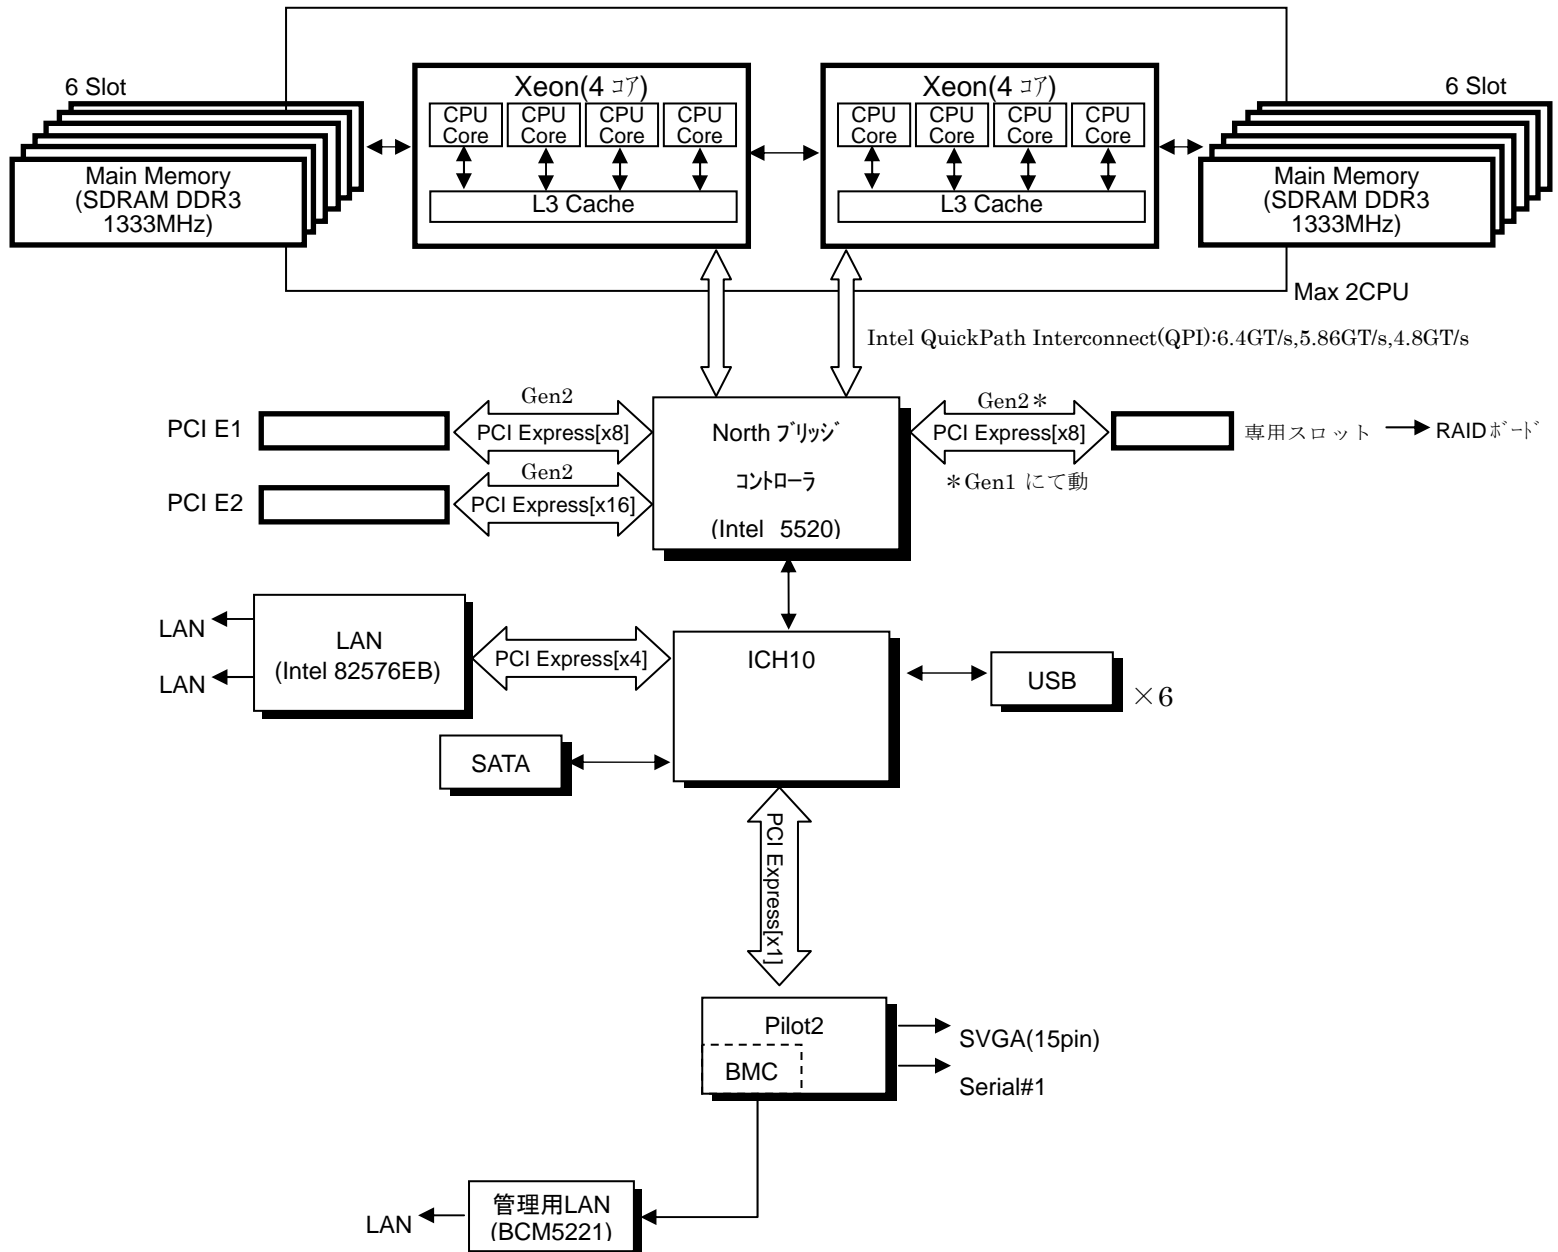 6 Slot
Xeon(4 ｺｱ)
Xeon(4 ｺｱ)
6 Slot
CPU
Core
CPU
Core
CPU
Core
CPU
Core
CPU
Core
CPU
Core
CPU
Core
CPU
Core
Main Memory
(SDRAM DDR3
1333MHz)
L3 Cache
L3 Cache
Main Memory
(SDRAM DDR3
1333MHz)
Max 2CPU
Intel QuickPath Interconnect(QPI):6.4GT/s,5.86GT/s,4.8GT/s
PCI E1
Gen2
PCI Express[x8]
North ﾌﾞﾘｯｼﾞ
ｺﾝﾄﾛｰﾗ
(Intel 5520)
Gen2＊
PCI Express[x8]
＊Gen1 にて動
専用スロット
RAIDﾎﾞｰﾄﾞ
PCI E2
Gen2
PCI Express[x16]
LAN
LAN
LAN
(Intel 82576EB)
PCI Express[x4]
ICH10
USB
×6
SATA
PCI Express[x1]
Pilot2
BMC
SVGA(15pin)
Serial#1
LAN
管理用LAN
(BCM5221)